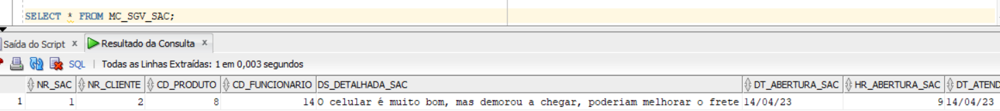 SELECT * FROM MC_SGV_SAC;
Saída do Script x Resultado da Consulta x
SQL | Todas as Linhas Extraídas: 1 em 0,003 segundos
NR_SAC NR_CLIENTE CD_PRODUTO CD_FUNCIONARIO DS_DETALHADA_SAC DT_ABERTURA_SAC HR_ABERTURA_SAC DT_ATEND
1 1 2 8 14 O celular é muito bom, mas demorou a chegar, poderiam melhorar o frete 14/04/23 9 14/04/23